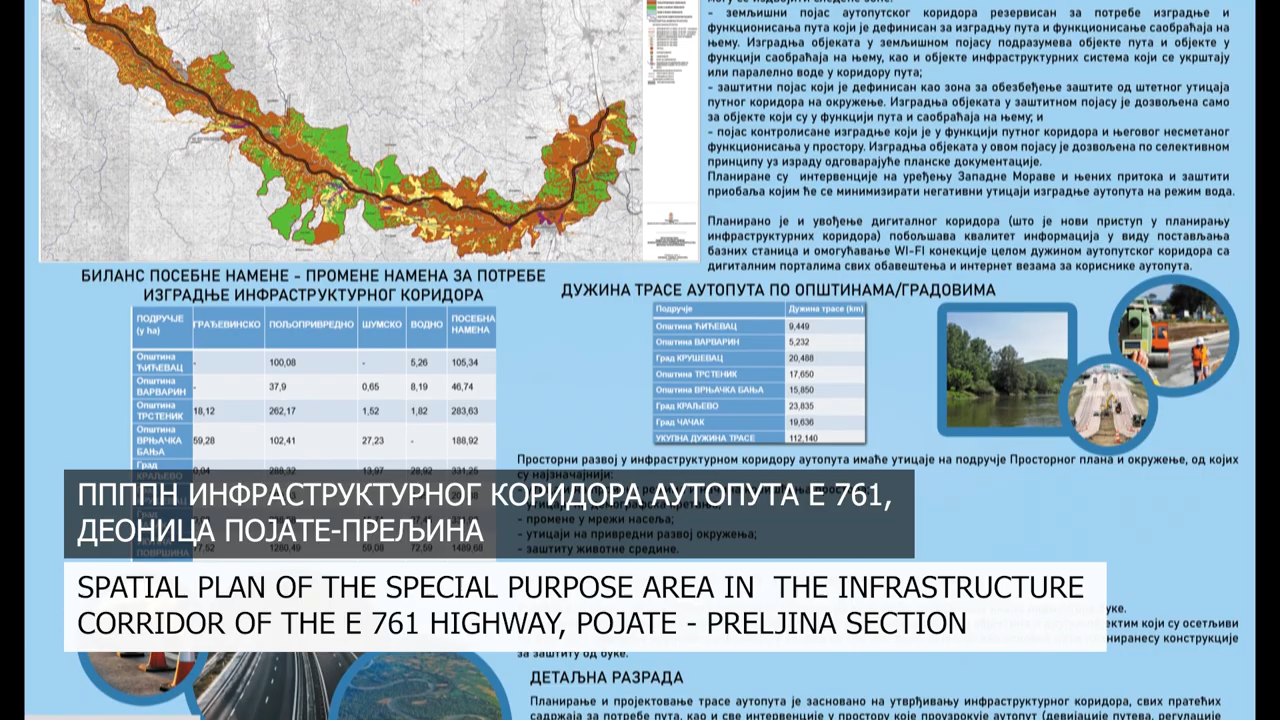 - земљишни појас аутопутског коридора резервисан за потребе изградње и
функционисања пута који је дефинисан за изградњу пута и функционисање саобраћаја на
њему. Изградња објеката у земљишном појасу подразумева објекте пута и објекте у
функцији саобраћаја на њему, као и објекте инфраструктурних система који се укрштају
или паралелно воде у коридору пута;
- заштитни појас који је дефинисан као зона за обезбеђење заштите од штетног утицаја
путног коридора на окружење. Изградња објеката у заштитном појасу је дозвољена само
за објекте који су у функцији пута и саобраћаја на њему; и
- појас контролисане изградње који је у функцији путног коридора и његовог несметаног
функционисања у простору. Изградња објеката у овом појасу је дозвољена по селективном
принципу уз израду одговарајуће планске документације.
Планиране су интервенције на уређењу Западне Мораве и њених притока и заштити
приобаља којим ће се минимизирати негативни утицаји изградње аутопута на режим вода.
Планирано је и увођење дигиталног коридора (што је нови приступ у планирању
инфраструктурних коридора) побољшава квалитет информација у виду постављања
базних станица и омогућавање WI-FI конекције целом дужином аутопутског коридора са
дигиталним порталима свих обавештења и интернет везама за кориснике аутопута.
БИЛАНС ПОСЕБНЕ НАМЕНЕ - ПРОМЕНЕ НАМЕНА ЗА ПОТРЕБЕ
ИЗГРАДЊЕ ИНФРАСТРУКТУРНОГ КОРИДОРА
ПОДРУЧЈЕ (у ha) ГРАЂЕВИНСКО ПОЉОПРИВРЕДНО ШУМСКО ВОДНО ПОСЕБНА НАМЕНА
Општина ЋИЋЕВАЦ - 100,08 - 5,26 105,34
Општина ВАРВАРИН - 37,9 0,65 8,19 46,74
Општина ТРСТЕНИК 18,12 262,17 1,52 1,82 283,63
Општина ВРЊАЧКА БАЊА 59,28 102,41 27,23 - 188,92
Град
ДУЖИНА ТРАСЕ АУТОПУТА ПО ОПШТИНАМА/ГРАДОВИМА
Подручје Дужина трасе (km)
Општина ЋИЋЕВАЦ 9,449
Општина ВАРВАРИН 5,232
Град КРУШЕВАЦ 20,488
Општина ТРСТЕНИК 17,650
Општина ВРЊАЧКА БАЊА 15,850
Град КРАЉЕВО 23,835
Град ЧАЧАК 19,636
УКУПНА ДУЖИНА ТРАСЕ 112,140
Просторни развој у инфраструктурном коридору аутопута имаће утицаје на подручје Просторног плана и окружење, од којих
су најзначајнији:
- промене у мрежи насеља;
- утицаји на привредни развој окружења;
- заштиту животне средине.
ППППН ИНФРАСТРУКТУРНОГ КОРИДОРА АУТОПУТА Е 761,
ДЕОНИЦА ПОЈАТЕ-ПРЕЉИНА
SPATIAL PLAN OF THE SPECIAL PURPOSE AREA IN THE INFRASTRUCTURE
CORRIDOR OF THE E 761 HIGHWAY, POJATE - PRELJINA SECTION
за заштиту од буке.
ДЕТАЉНА РАЗРАДА
Планирање и пројектовање трасе аутопута је засновано на утврђивању инфраструктурног коридора, свих пратећих
садржаја за потребе пута, као и све интервенције у простору које проузрокује аутопут (девијације путева, регулација